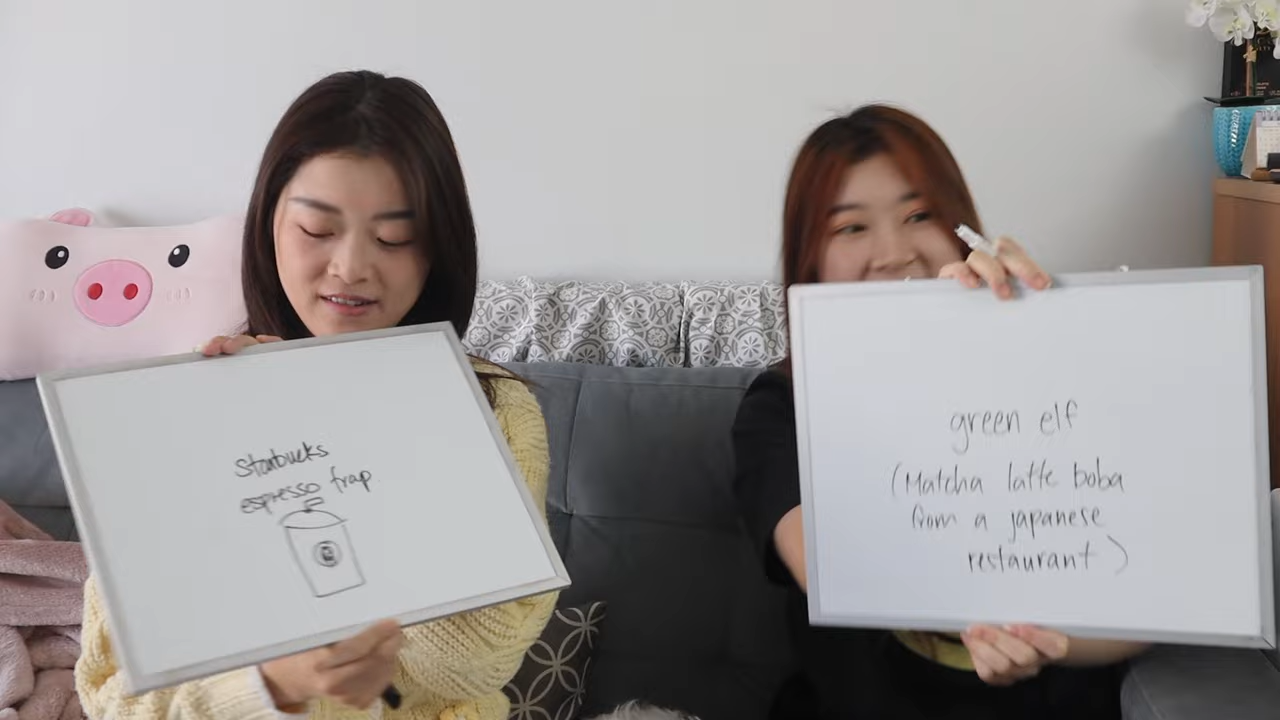 Starbucks
espresso frap
green elf
(Matcha latte boba
from a japanese
restaurant)